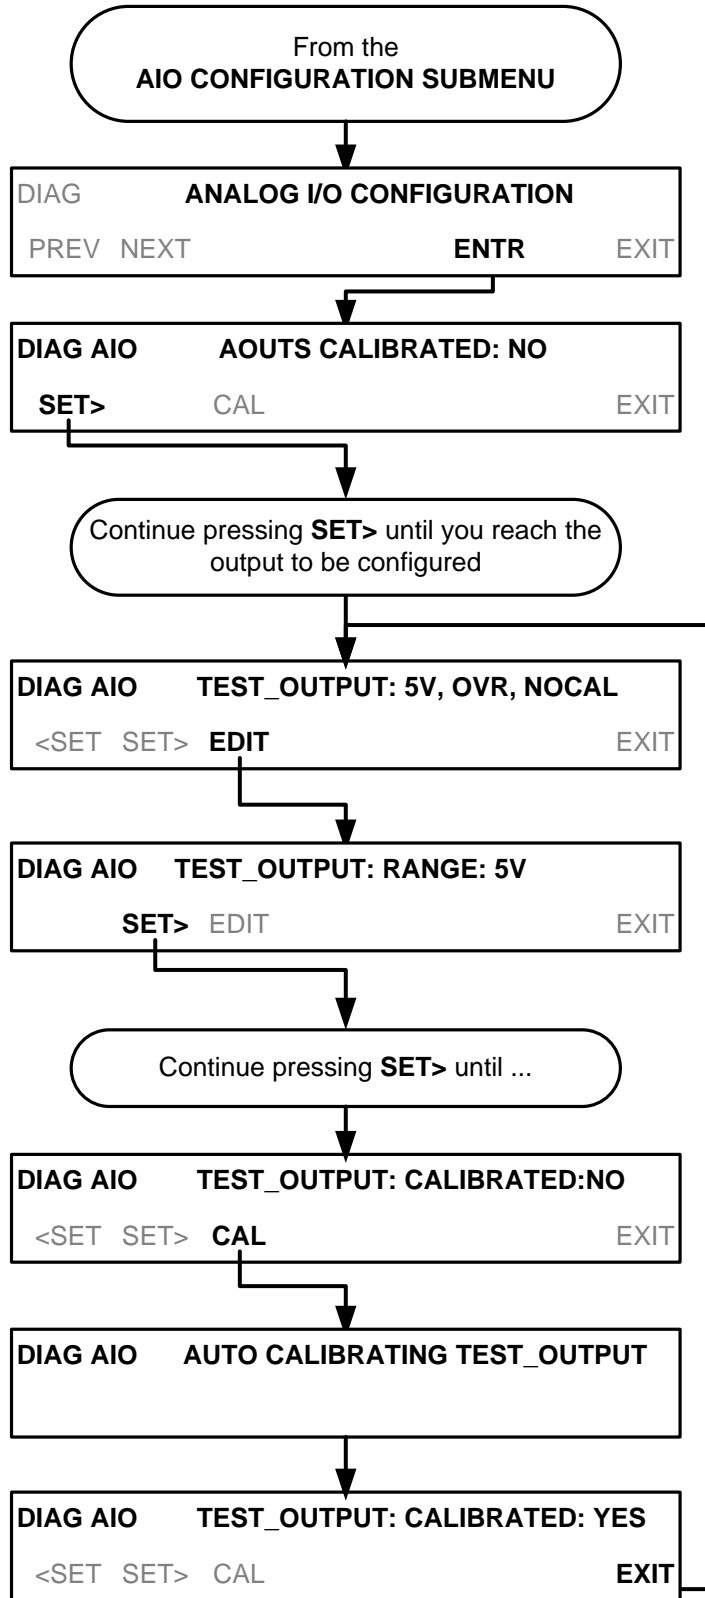 From the
AIO CONFIGURATION SUBMENU
DIAG ANALOG I/O CONFIGURATION
PREV NEXT ENTR EXIT
DIAG AIO AOUTS CALIBRATED: NO
SET> CAL EXIT
Continue pressing SET> until you reach the
output to be configured
DIAG AIO TEST_OUTPUT: 5V, OVR, NOCAL
<SET SET> EDIT EXIT
DIAG AIO TEST_OUTPUT: RANGE: 5V
SET> EDIT EXIT
Continue pressing SET> until ...
DIAG AIO TEST_OUTPUT: CALIBRATED:NO
<SET SET> CAL EXIT
DIAG AIO AUTO CALIBRATING TEST_OUTPUT
DIAG AIO TEST_OUTPUT: CALIBRATED: YES
<SET SET> CAL EXIT